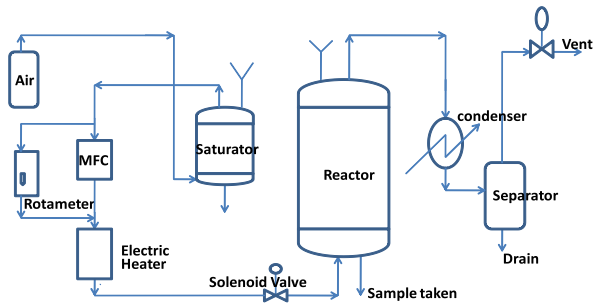 Air
Vent
condenser
MFC
Saturator
Reactor
Separator
Rotameter
Electric
Heater
Drain
Solenoid Valve
Sample taken